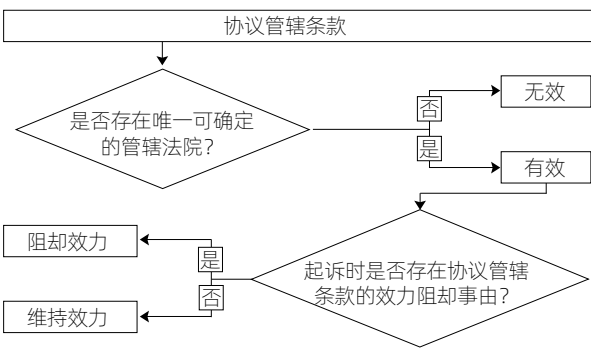 协议管辖条款
是否存在唯一可确定
的管辖法院？
否
无效
是
有效
起诉时是否存在协议管辖
条款的效力阻却事由？
是
阻却效力
否
维持效力